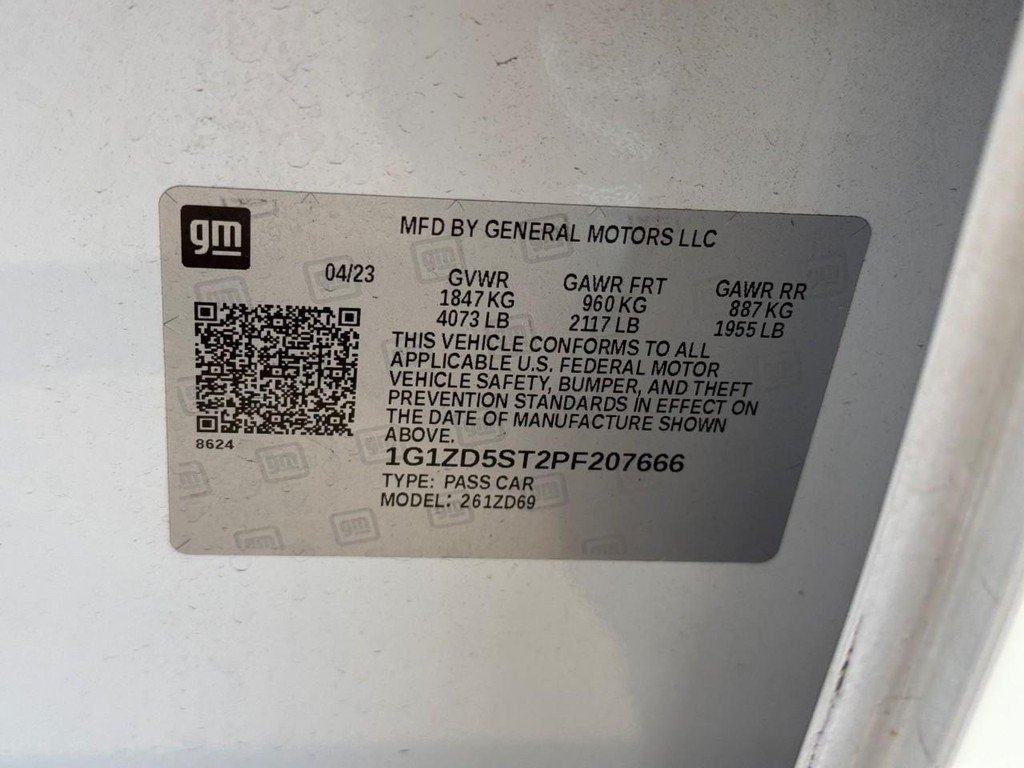 gm
MFD BY GENERAL MOTORS LLC
04/23 GVWR GAWR FRT GAWR RR
1847 KG 960 KG 887 KG
4073 LB 2117 LB 1955 LB
THIS VEHICLE CONFORMS TO ALL
APPLICABLE U.S. FEDERAL MOTOR
VEHICLE SAFETY, BUMPER, AND THEFT
PREVENTION STANDARDS IN EFFECT ON
THE DATE OF MANUFACTURE SHOWN
ABOVE.
8624
1G1ZD5ST2PF207666
TYPE: PASS CAR
MODEL: 261ZD69